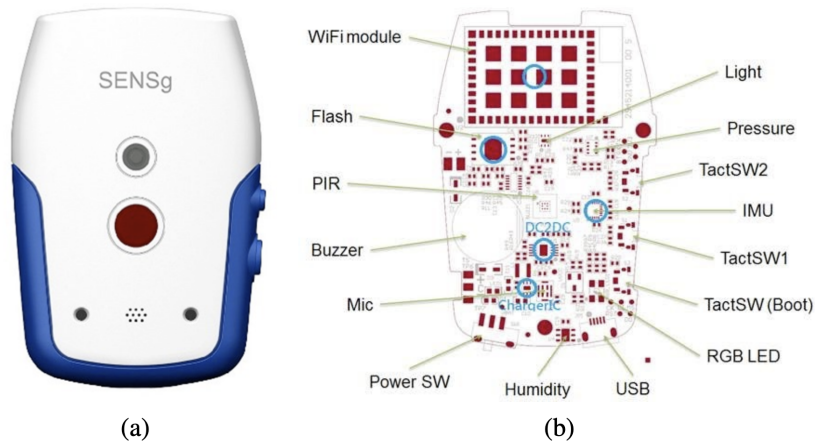 SENSg
WiFi module
Flash
PIR
Buzzer
Mic
Power SW
Humidity
USB
RGB LED
TactSW (Boot)
TactSW1
IMU
TactSW2
Pressure
Light
DC2DC
ChargerIC
(a)
(b)